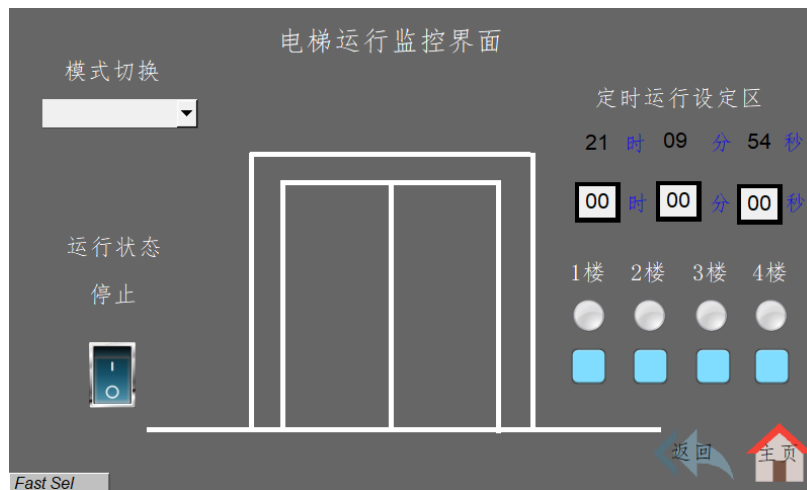 电梯运行监控界面
模式切换
定时运行设定区
21 时 09 分 54 秒
00 时 00 分 00 秒
运行状态
停止
1楼 2楼 3楼 4楼
返回 主页
Fast Sel